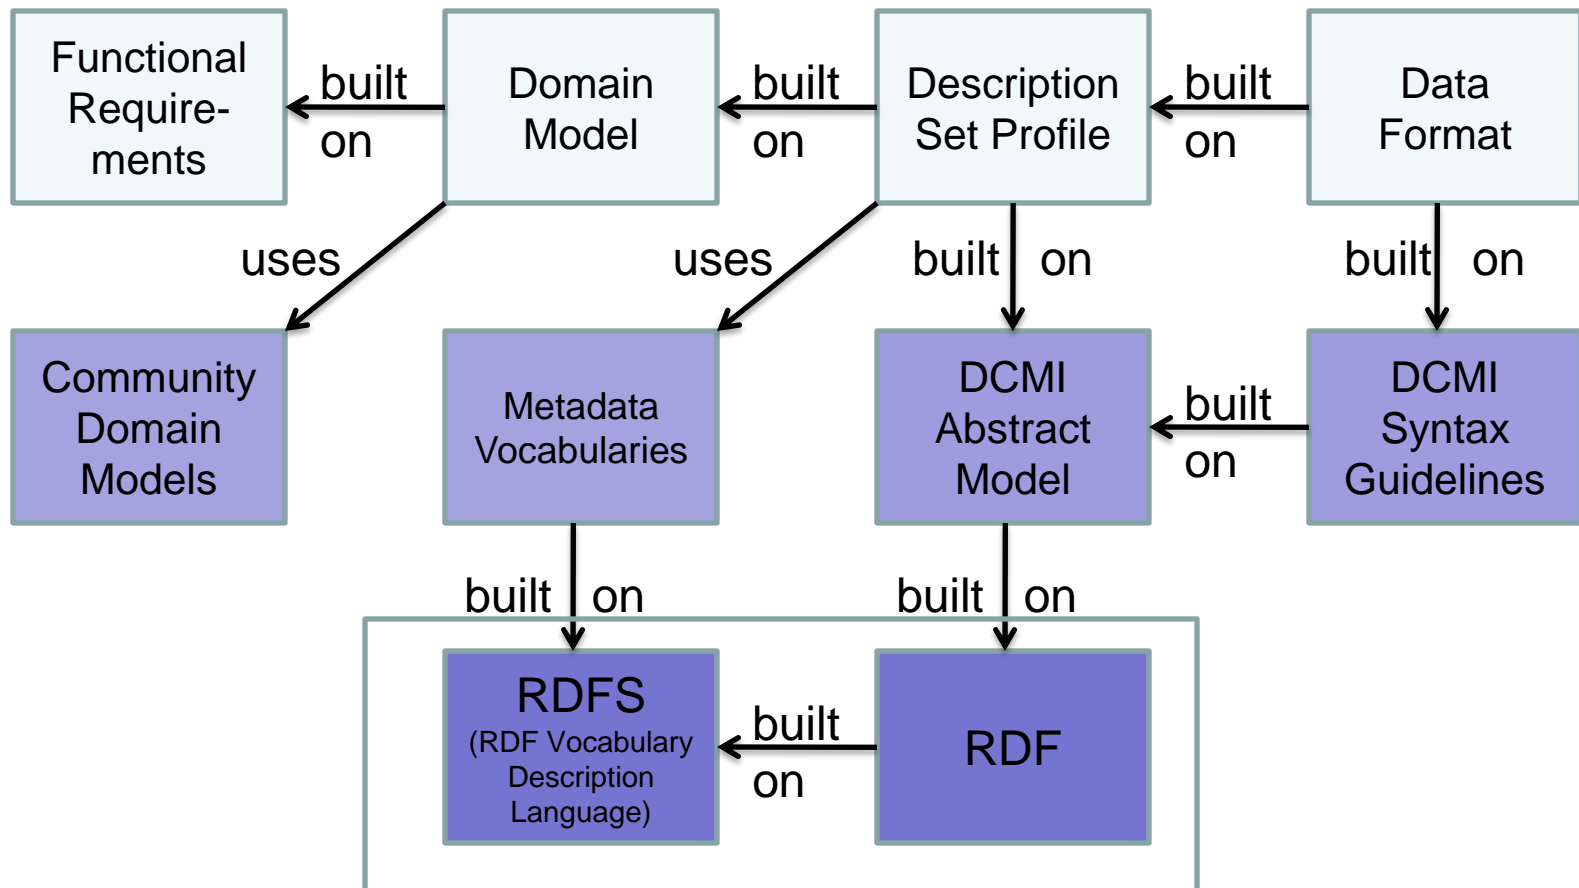 Functional
Require-
ments
built
on
Domain
Model
built
on
Description
Set Profile
built
on
Data
Format
uses
uses
built on
built on
Community
Domain
Models
Metadata
Vocabularies
DCMI
Abstract
Model
built
on
DCMI
Syntax
Guidelines
built on
built on
RDFS
(RDF Vocabulary
Description
Language)
built
on
RDF